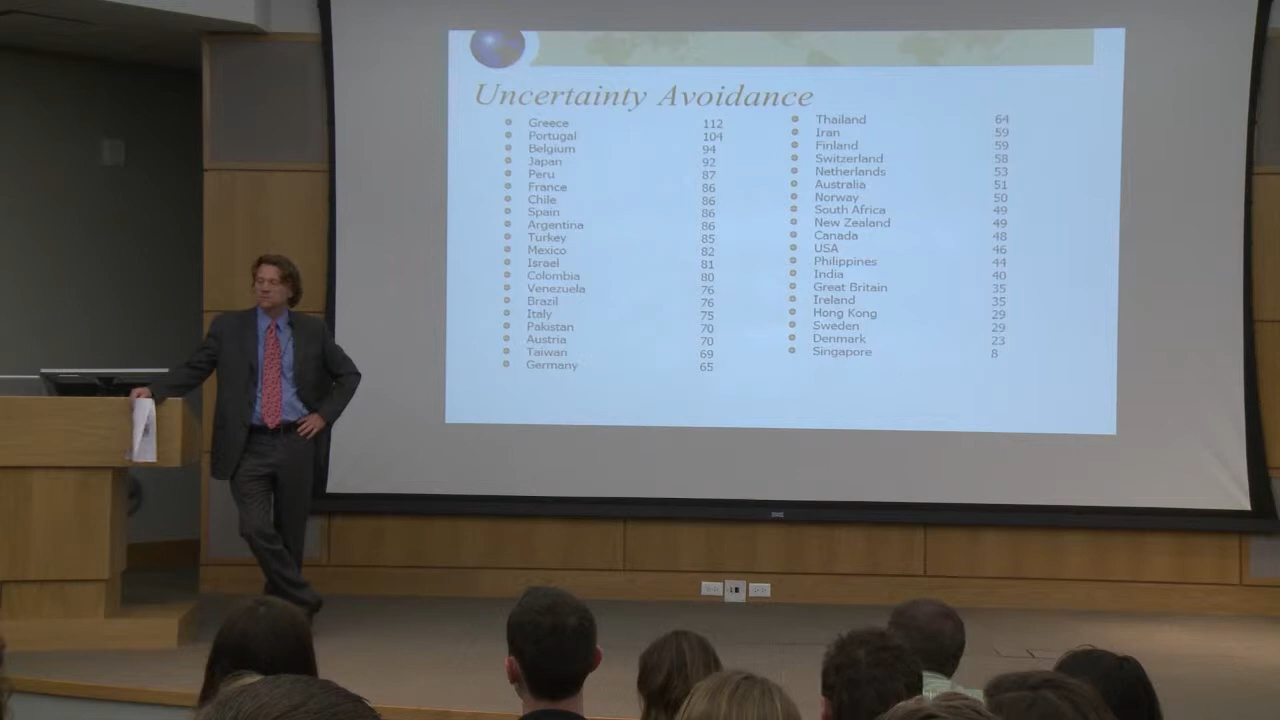 Uncertainty Avoidance
Greece 112
Portugal 104
Belgium 94
Japan 92
Peru 87
France 86
Chile 86
Spain 86
Argentina 86
Turkey 85
Mexico 82
Israel 81
Colombia 80
Venezuela 76
Brazil 76
Italy 75
Pakistan 70
Austria 70
Taiwan 69
Germany 65
Thailand 64
Iran 59
Finland 59
Switzerland 58
Netherlands 53
Australia 51
Norway 50
South Africa 49
New Zealand 49
Canada 48
USA 46
Philippines 44
India 40
Great Britain 35
Ireland 35
Hong Kong 29
Sweden 29
Denmark 23
Singapore 8